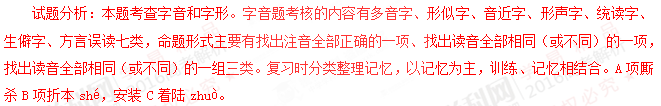 试题分析：本题考查字音和字形。字音题考核的内容有多音字、形似字、音近字、形声字、统读字、
生僻字、方言误读七类，命题形式主要有找出注音全部正确的一项、找出读音全部相同（或不同）的一项，
找出读音全部相同（或不同）的一组三类。复习时分类整理记忆，以记忆为主，训练、记忆相结合。A 项厮
杀 B 项折本 shé，安装 C 着陆 zhuò。